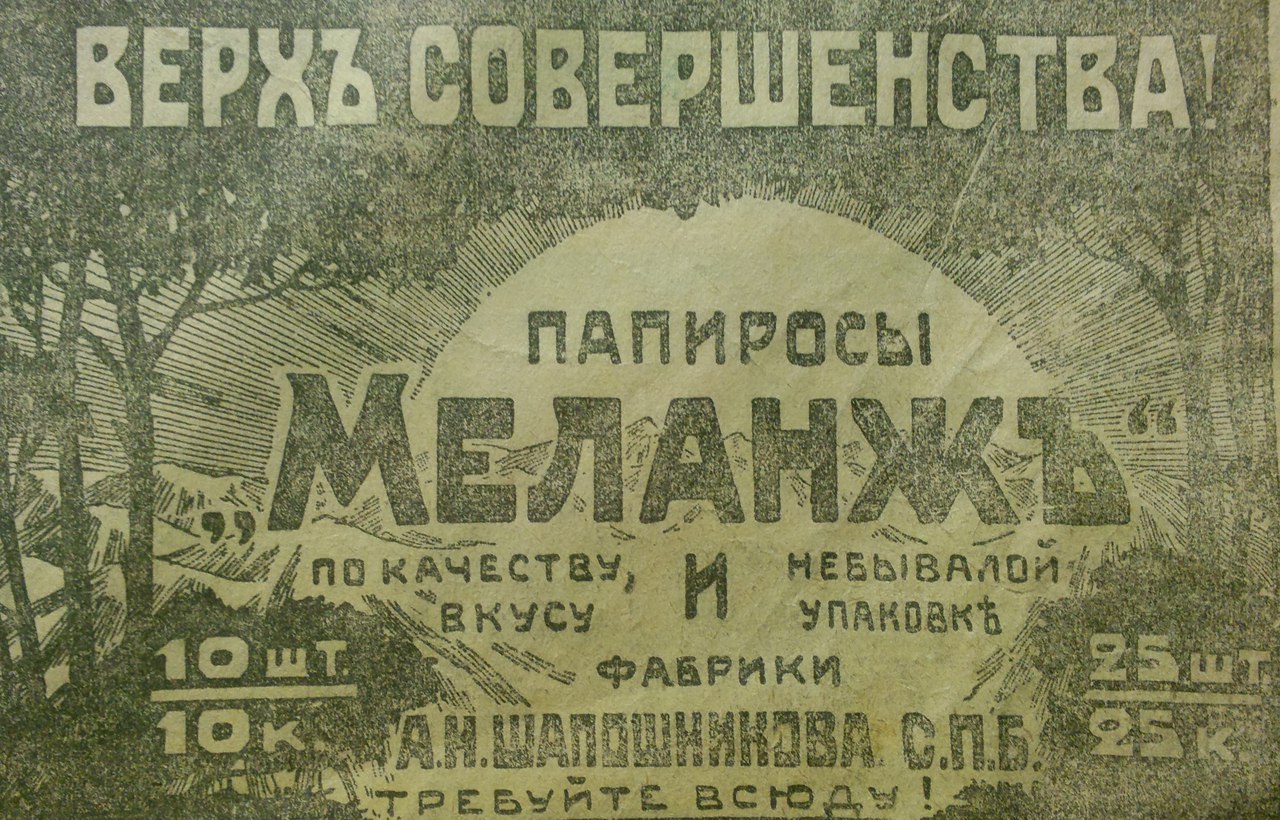 ВЕРХЪ СОВЕРШЕНСТВА!
ПАПИРОСЫ
„МЕЛАНЖЪ“
ПО КАЧЕСТВУ, ВКУСУ
И
НЕБЫВАЛОЙ УПАКОВКѢ
10 шт.
10 к.
ФАБРИКИ
А.Н.ШАПОШНИКОВА С.П.Б.
25 шт.
25 к.
ТРЕБУЙТЕ ВСЮДУ!